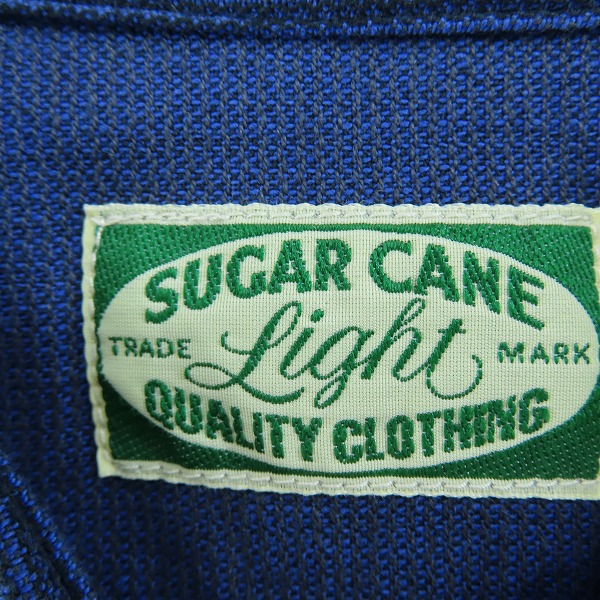 SUGAR CANE
TRADE Light MARK
QUALITY CLOTHING